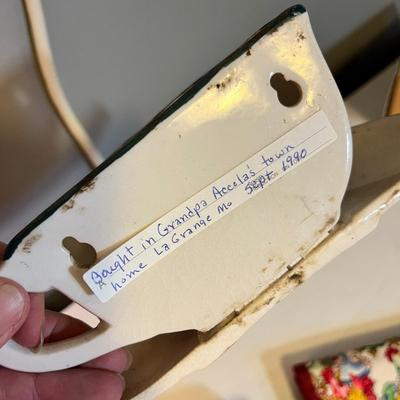 Bought in Grandpa Accola's town
home LaGrange Mo Sept. 1990